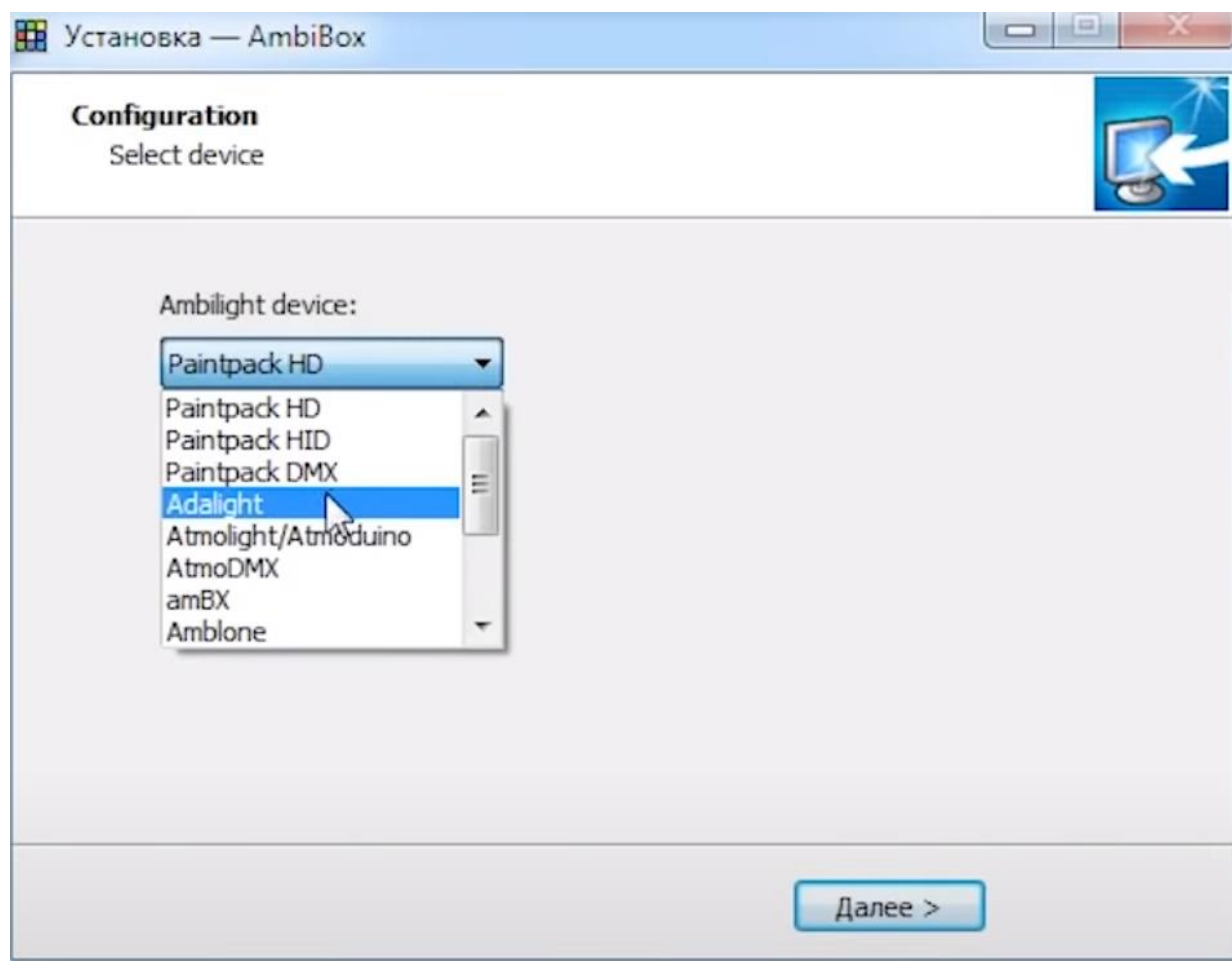 Установка — AmbiBox
Configuration
Select device
Ambilight device:
Paintpack HD
Paintpack HD
Paintpack HID
Paintpack DMX
Adalight
Atmolight/Atmoduino
AtmoDMX
amBX
Amblone
Далее >